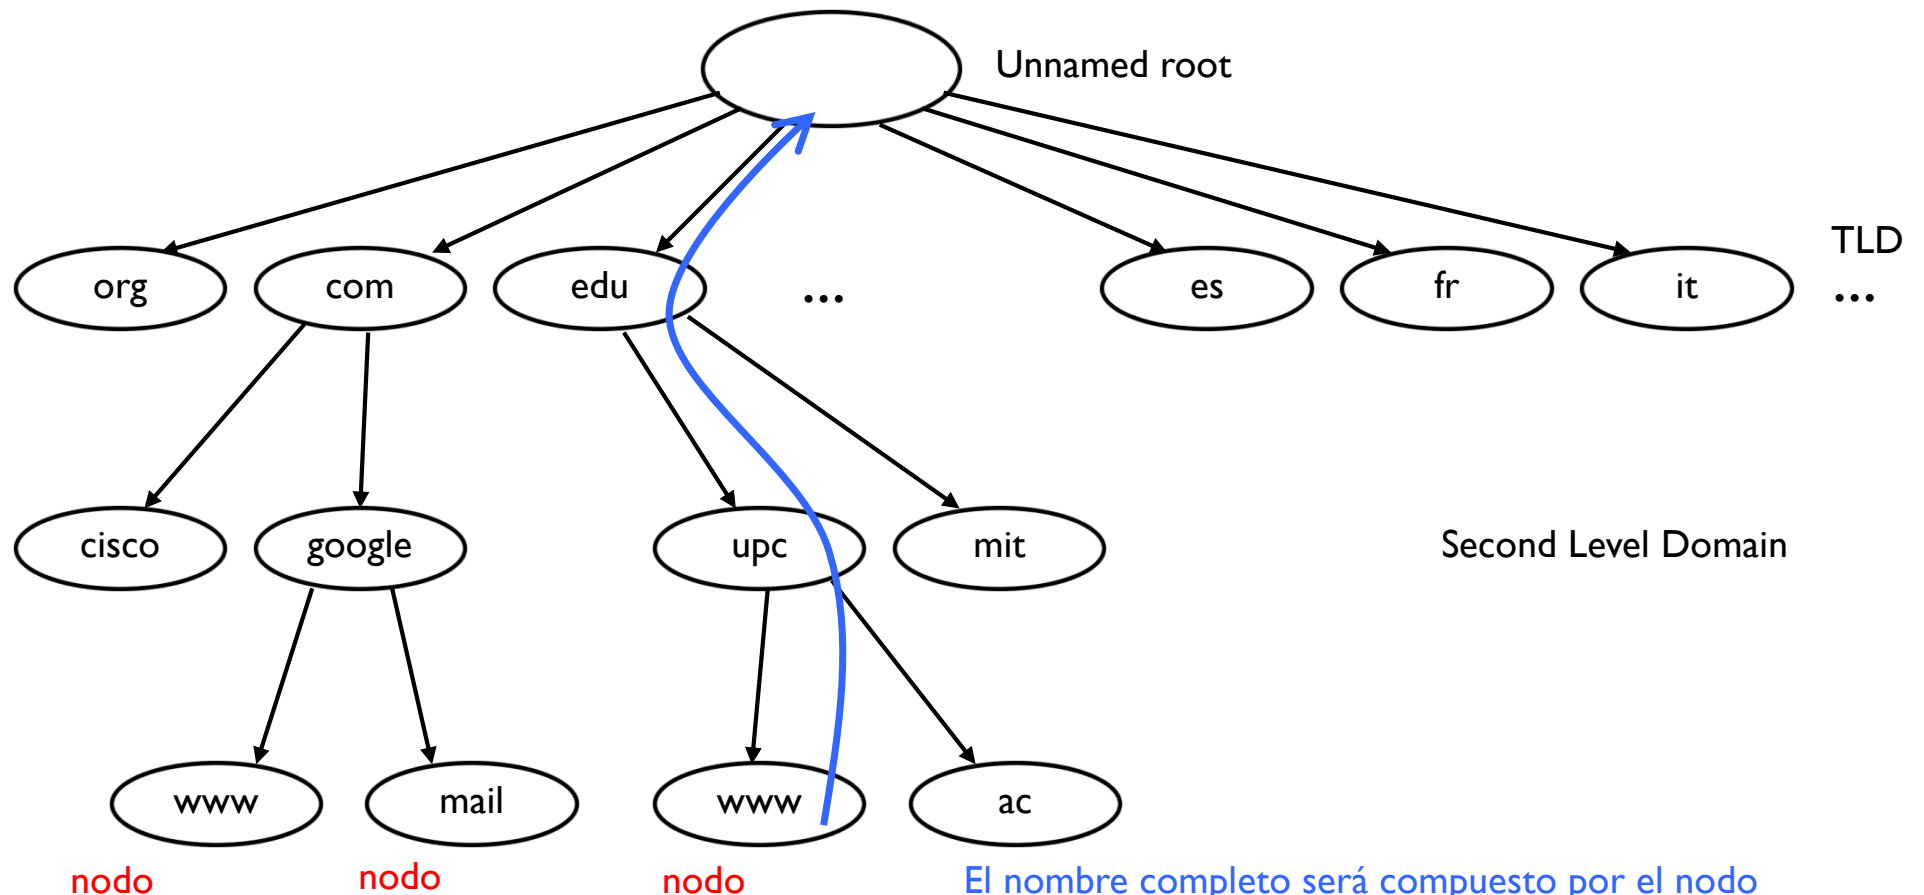 Unnamed root
TLD
org
com
edu
...
es
fr
it
...
cisco
google
upc
mit
Second Level Domain
www
mail
www
ac
nodo
nodo
nodo
El nombre completo será compuesto por el nodo